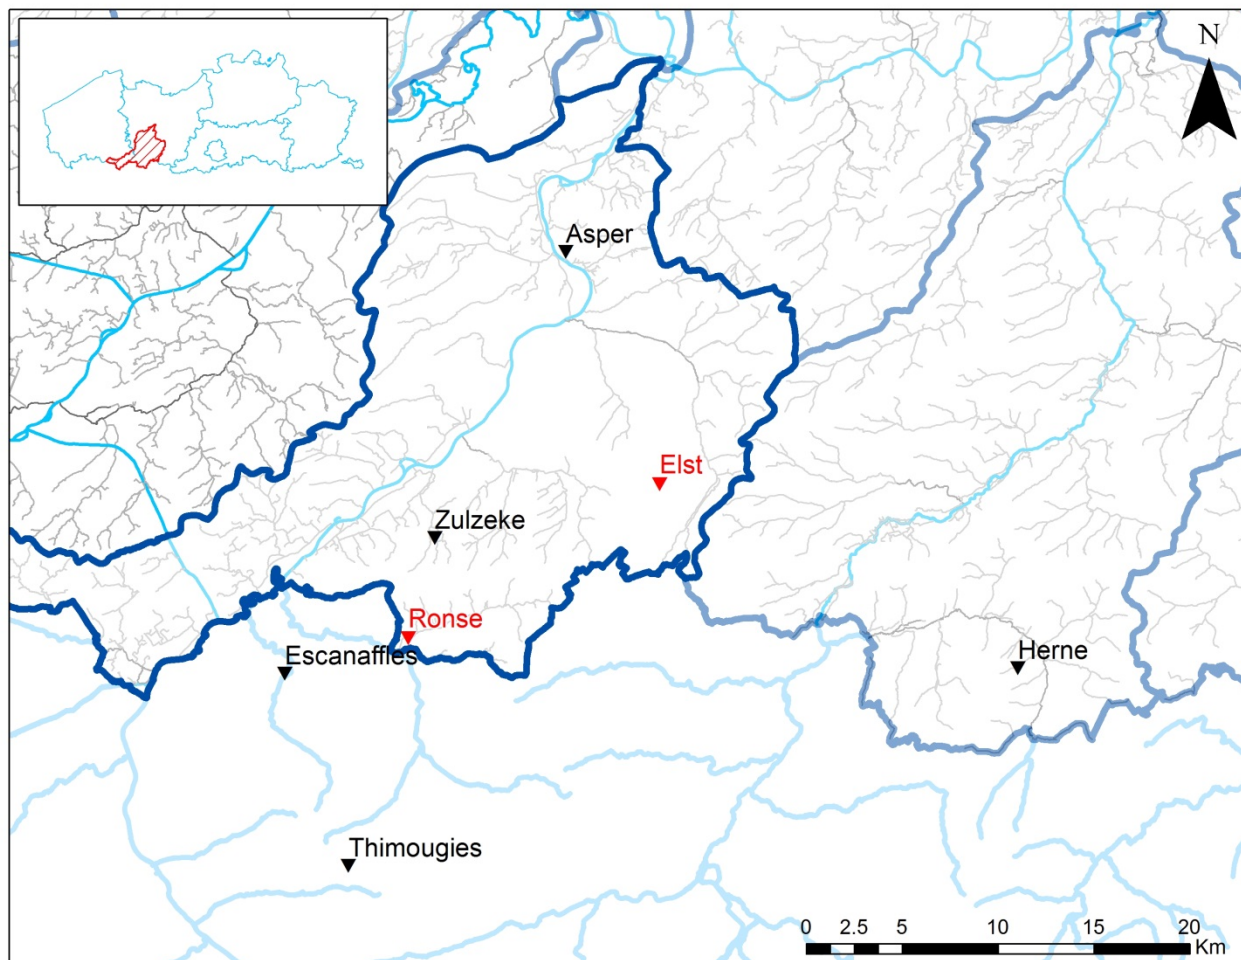 N
Asper
Elst
Zulzeke
Ronse
Escanaffles
Herne
Thimougies
0 2.5 5 10 15 20
Km